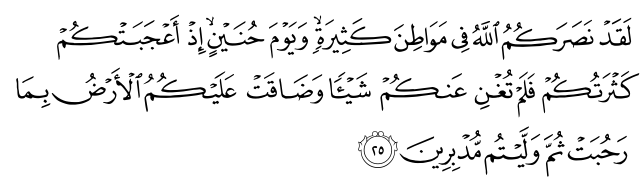 لَقَدۡ نَصَرَكُمُ ٱللَّهُ فِي مَوَاطِنَ كَثِيرَةٖ وَيَوۡمَ حُنَيۡنٍ إِذۡ أَعۡجَبَتۡكُمۡ
كَثۡرَتُكُمۡ فَلَمۡ تُغۡنِ عَنكُمۡ شَيۡـٔٗا وَضَاقَتۡ عَلَيۡكُمُ ٱلۡأَرۡضُ بِمَا
رَحُبَتۡ ثُمَّ وَلَّيۡتُم مُّدۡبِرِينَ ٢٥